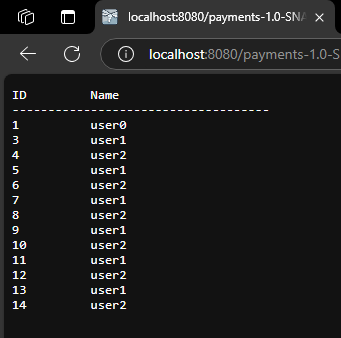 localhost:8080/payments-1.0-SNA
localhost:8080/payments-1.0-S
ID Name
------------------------------------
1 user0
3 user1
4 user2
5 user1
6 user2
7 user1
8 user2
9 user1
10 user2
11 user1
12 user2
13 user1
14 user2